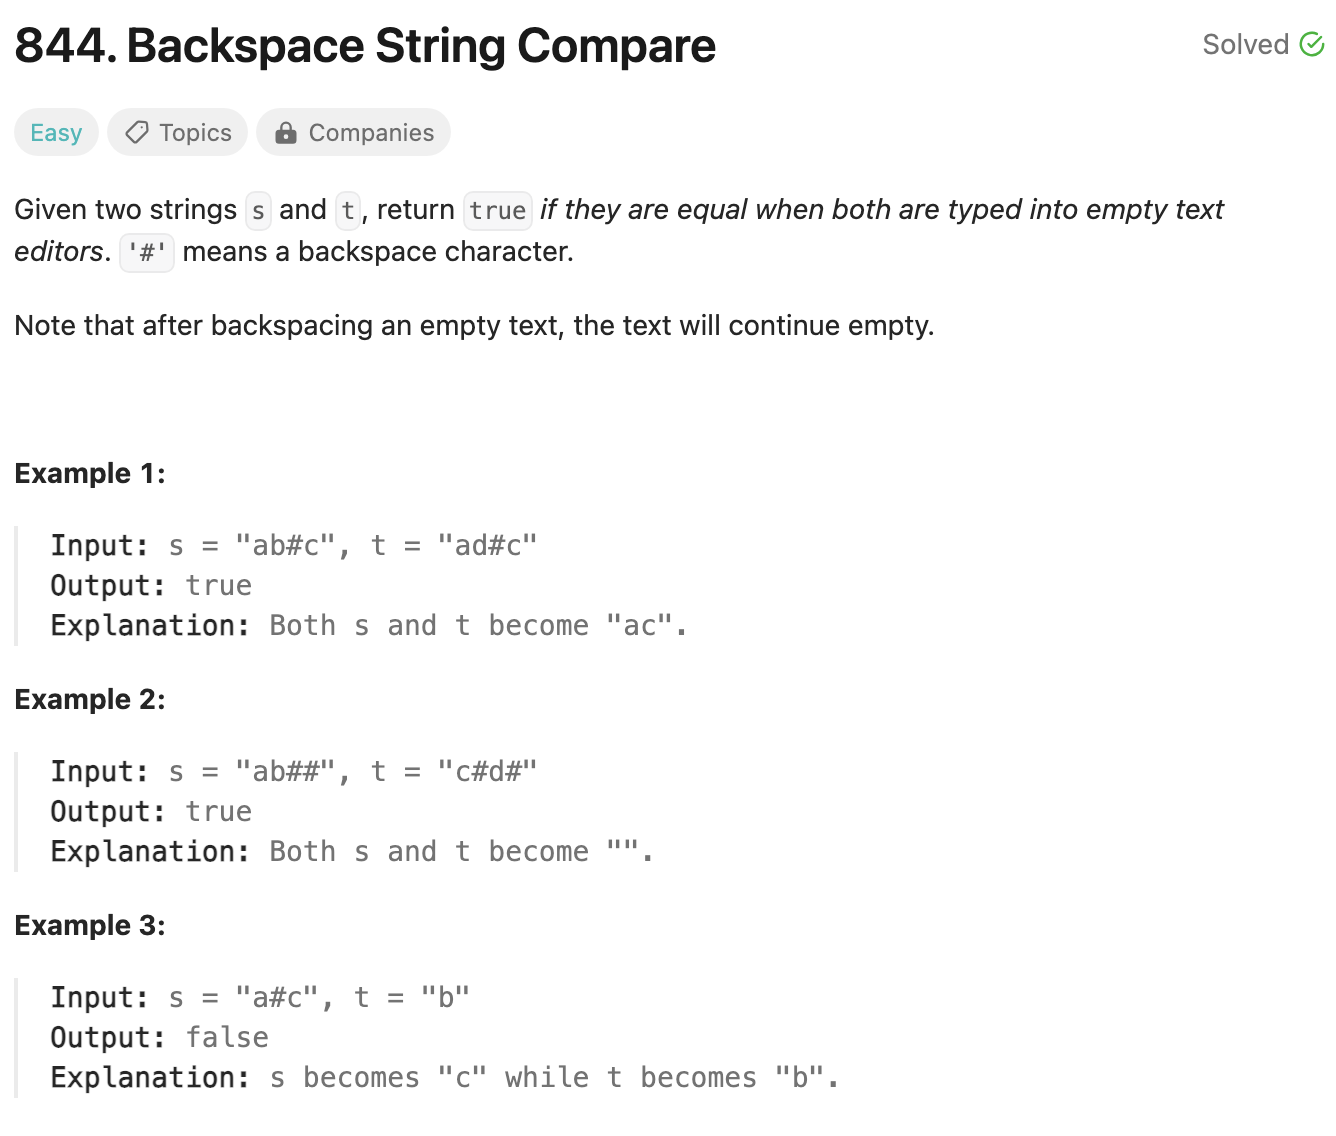 844. Backspace String Compare
Solved
Easy
Topics
Companies
Given two strings s and t, return true if they are equal when both are typed into empty text
editors. '#' means a backspace character.
Note that after backspacing an empty text, the text will continue empty.
Example 1:
Input: s = "ab#c", t = "ad#c"
Output: true
Explanation: Both s and t become "ac".
Example 2:
Input: s = "ab##", t = "c#d#"
Output: true
Explanation: Both s and t become "".
Example 3:
Input: s = "a#c", t = "b"
Output: false
Explanation: s becomes "c" while t becomes "b".